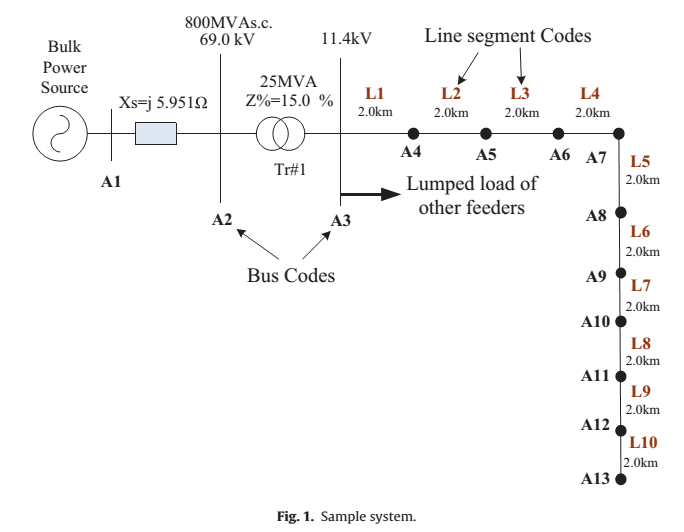 800MVAs.c.
69.0 kV
11.4kV
Line segment Codes
Bulk
Power
Source
Xs=j 5.951Ω
25MVA
Z%=15.0 %
Tr#1
L1
2.0km
L2
2.0km
L3
2.0km
L4
2.0km
A1
A2
A3
A4
A5
A6
A7
L5
2.0km
Lumped load of
other feeders
Bus Codes
A8
L6
2.0km
A9
L7
2.0km
A10
L8
2.0km
A11
L9
2.0km
A12
L10
2.0km
A13
Fig. 1. Sample system.